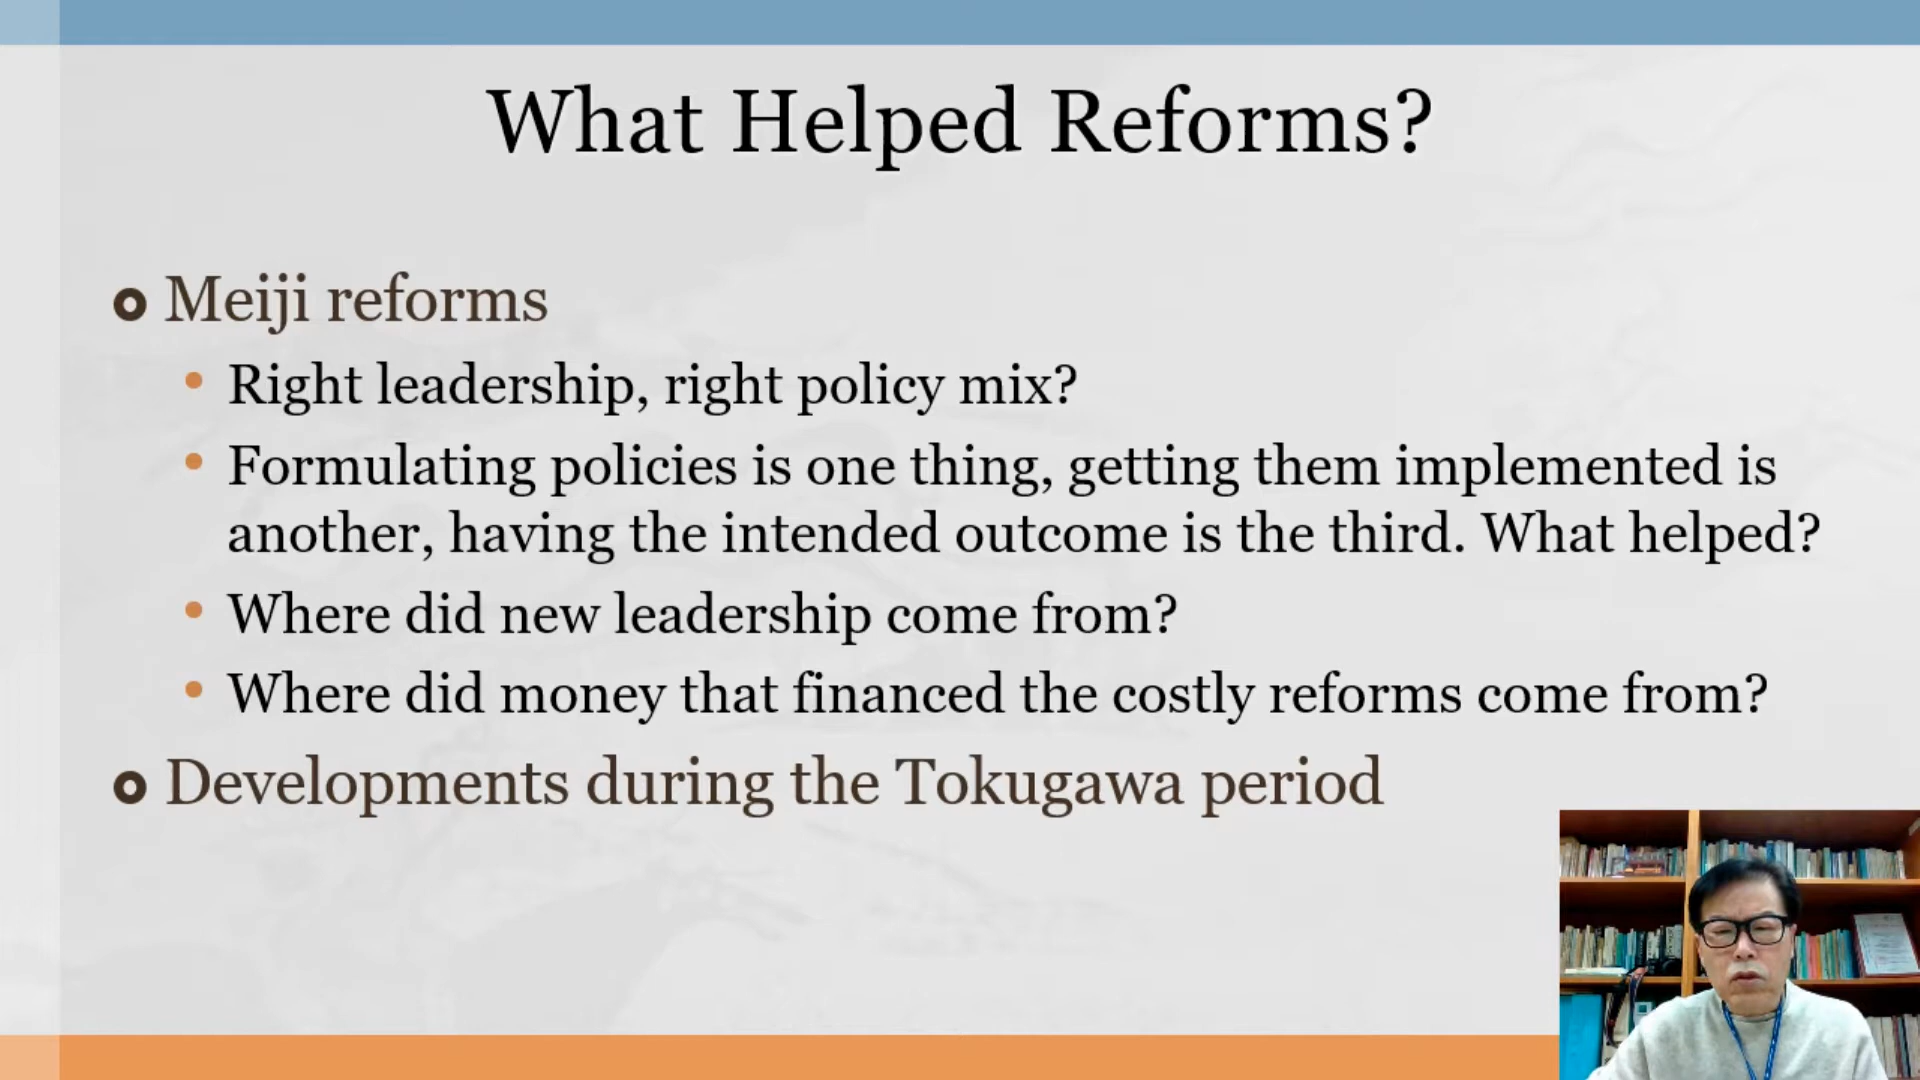 What Helped Reforms?
Meiji reforms
Right leadership, right policy mix?
Formulating policies is one thing, getting them implemented is
another, having the intended outcome is the third. What helped?
Where did new leadership come from?
Where did money that financed the costly reforms come from?
Developments during the Tokugawa period